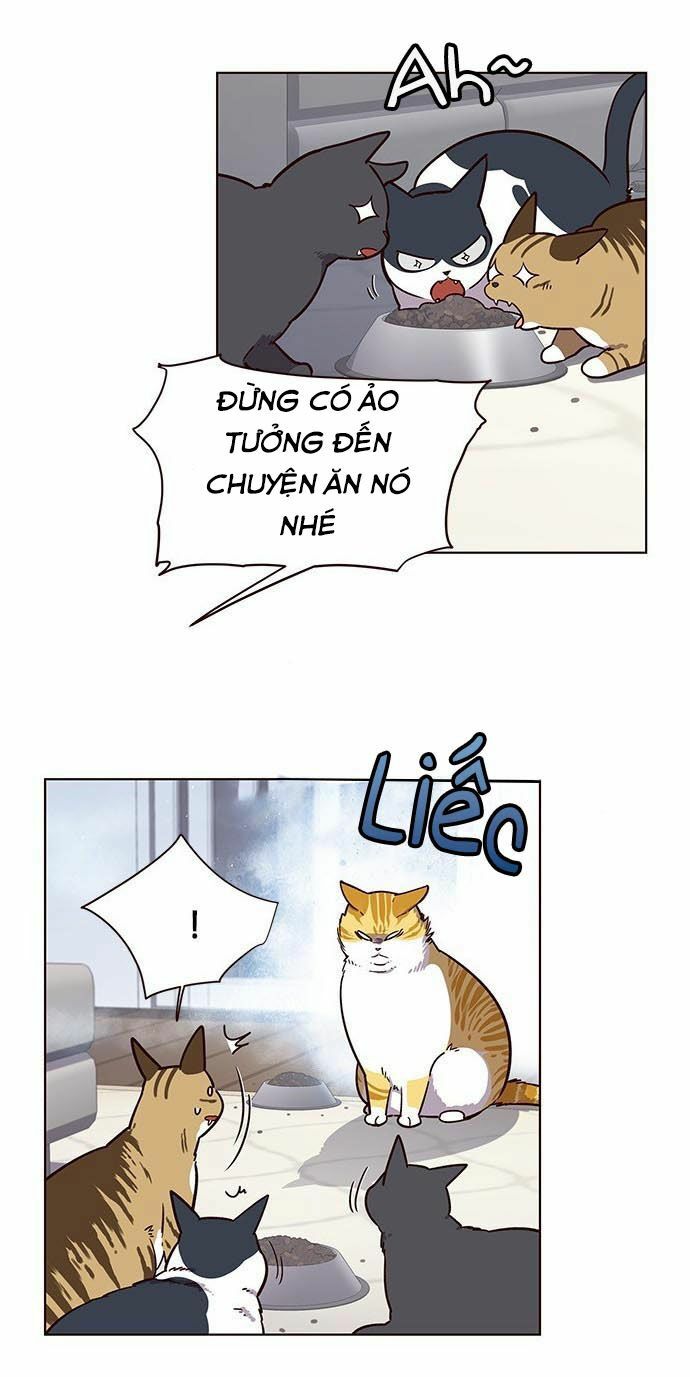 Ah~
ĐỪNG CÓ ẢO
TƯỞNG ĐẾN
CHUYỆN ĂN NÓ
NHÉ
Liếc
!